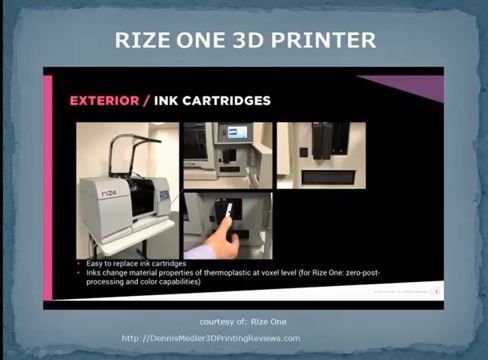 RIZE ONE 3D PRINTER
EXTERIOR / INK CARTRIDGES
rize
Easy to replace ink cartridges
Inks change material properties of thermoplastic at voxel level (for Rize One: zero-post-
processing and color capabilities)
courtesy of: Rize One
http://DennisMedler3DPrintingReviews.com